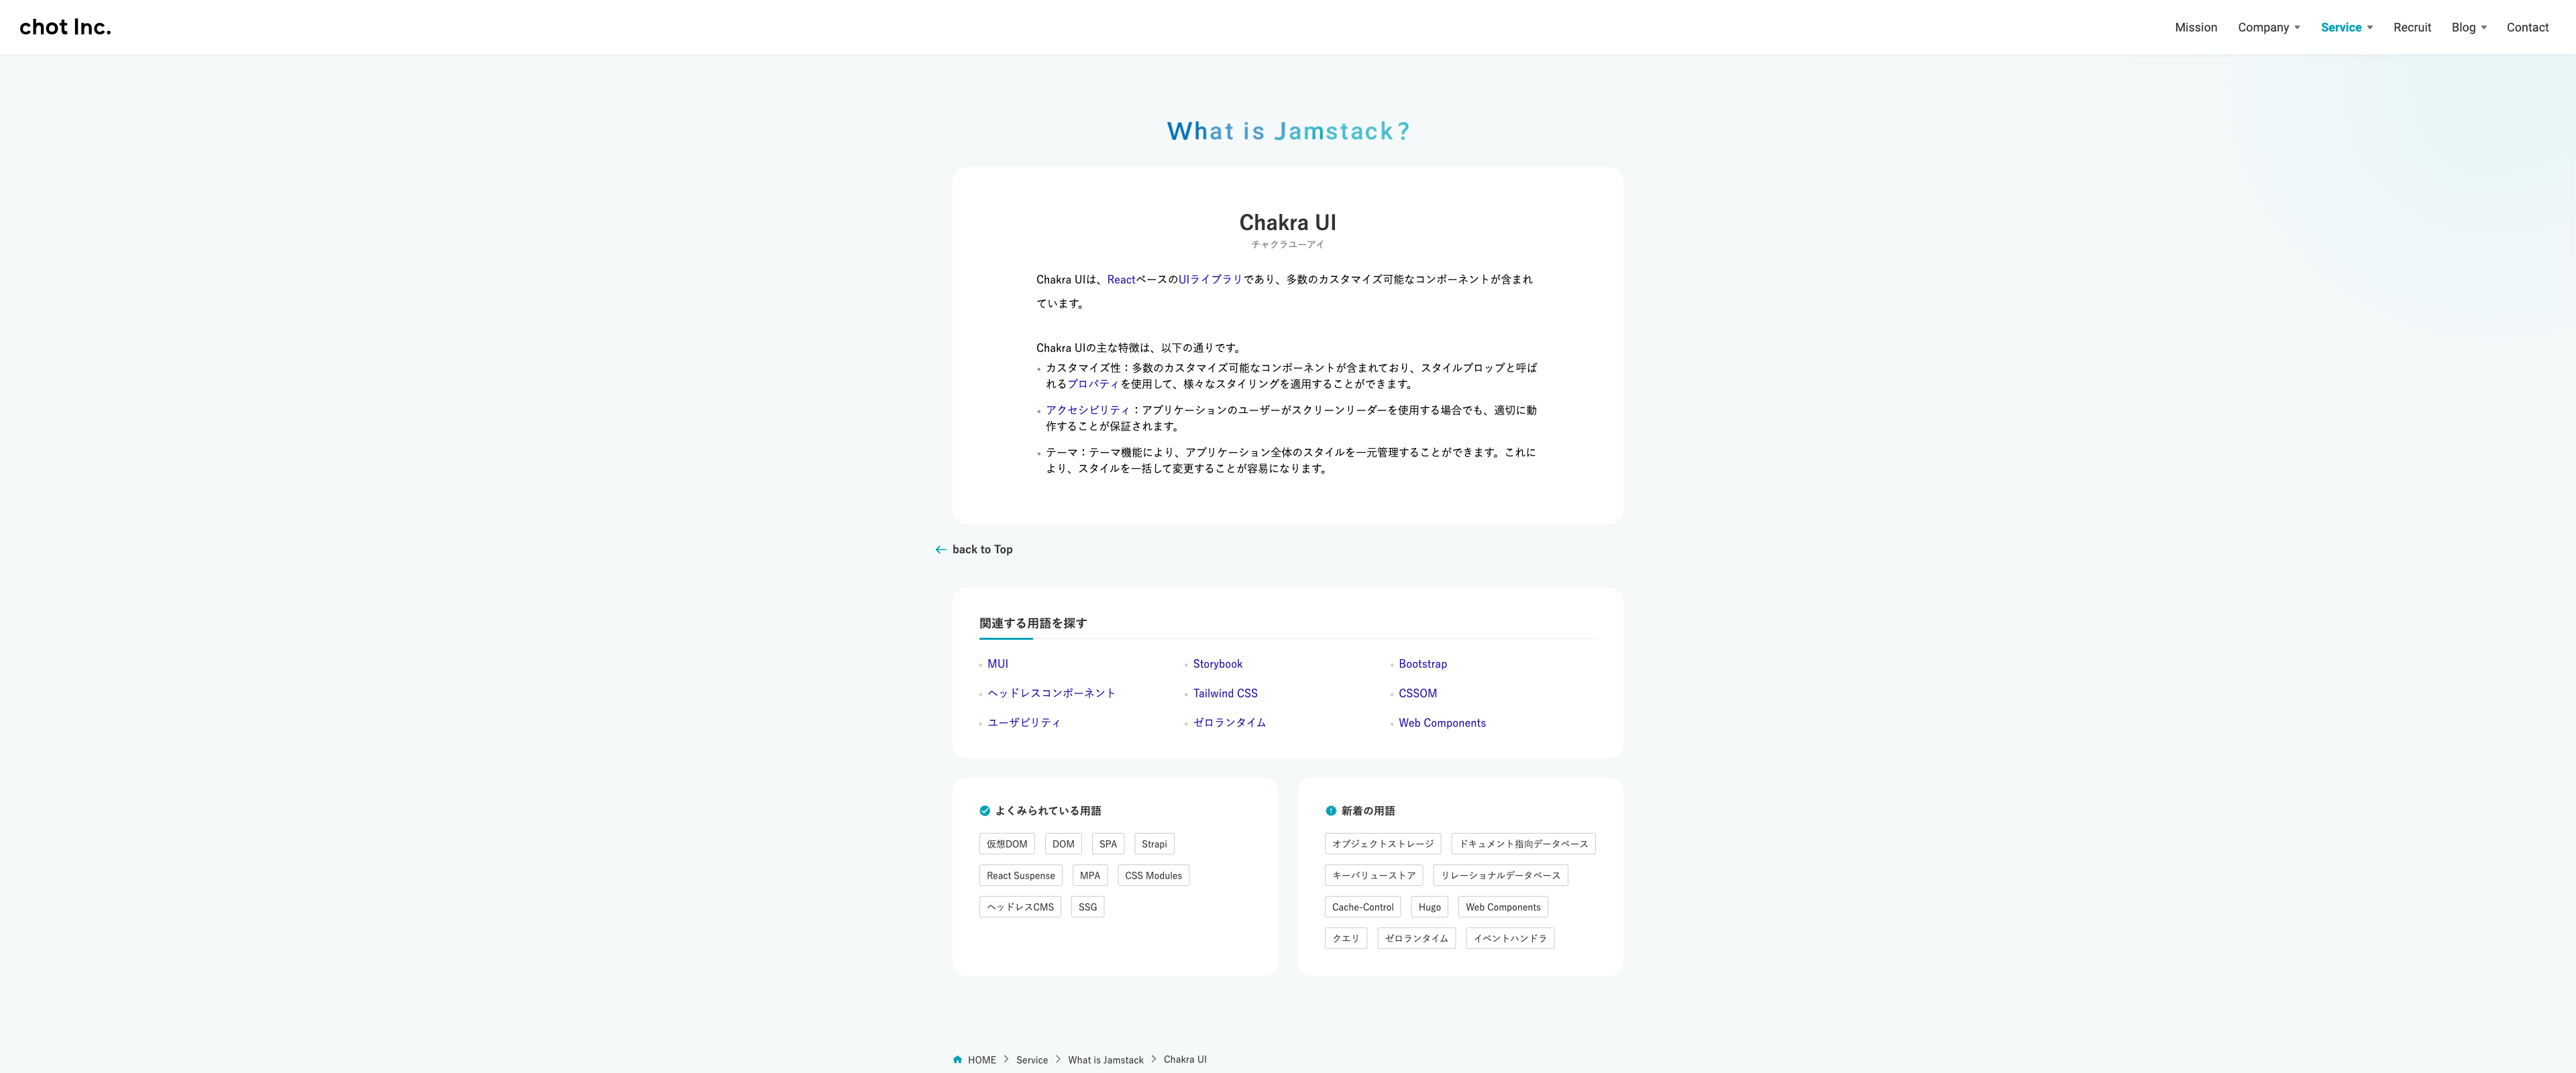 chot Inc.
Mission Company Service Recruit Blog Contact
What is Jamstack?
Chakra UI
チャクラユーアイ
Chakra UIは、ReactベースのUIライブラリであり、多数のカスタマイズ可能なコンポーネントが含まれ
ています。
Chakra UIの主な特徴は、以下の通りです。
カスタマイズ性：多数のカスタマイズ可能なコンポーネントが含まれており、スタイルプロップと呼ば
れるプロパティを使用して、様々なスタイリングを適用することができます。
アクセシビリティ：アプリケーションのユーザーがスクリーンリーダーを使用する場合でも、適切に動
作することが保証されます。
テーマ：テーマ機能により、アプリケーション全体のスタイルを一元管理することができます。これに
より、スタイルを一括して変更することが容易になります。
back to Top
関連する用語を探す
MUI Storybook Bootstrap
ヘッドレスコンポーネント Tailwind CSS CSSOM
ユーザビリティ ゼロランタイム Web Components
よくみられている用語
仮想DOM DOM SPA Strapi
React Suspense MPA CSS Modules
ヘッドレスCMS SSG
新着の用語
オブジェクトストレージ ドキュメント指向データベース
キーバリューストア リレーショナルデータベース
Cache-Control Hugo Web Components
クエリ ゼロランタイム イベントハンドラ
HOME Service What is Jamstack Chakra UI